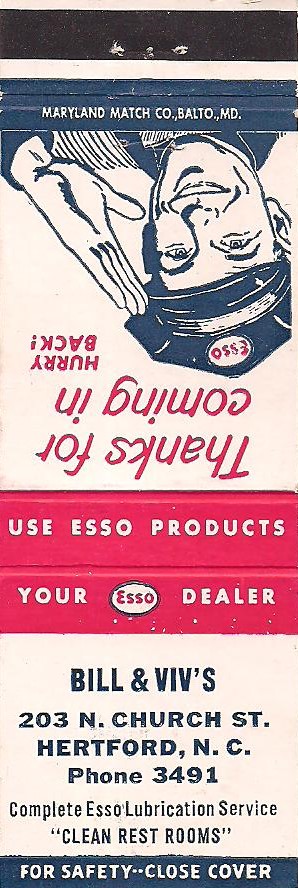 MARYLAND MATCH CO., BALTO., MD.
Thanks for
coming in
HURRY
BACK!
ESSO
USE ESSO PRODUCTS
YOUR Esso DEALER
BILL & VIV'S
203 N. CHURCH ST.
HERTFORD, N. C.
Phone 3491
Complete Esso Lubrication Service
"CLEAN REST ROOMS"
FOR SAFETY--CLOSE COVER